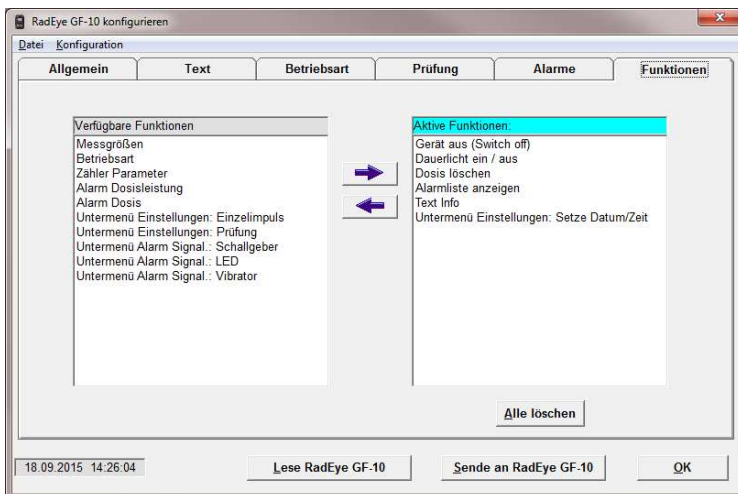 RadEye GF-10 konfigurieren
Datei Konfiguration
Allgemein Text Betriebsart Prüfung Alarme Funktionen
Verfügbare Funktionen
Messgrößen
Betriebsart
Zähler Parameter
Alarm Dosisleistung
Alarm Dosis
Untermenü Einstellungen: Einzelimpuls
Untermenü Einstellungen: Prüfung
Untermenü Alarm Signal.: Schallgeber
Untermenü Alarm Signal.: LED
Untermenü Alarm Signal.: Vibrator
Aktive Funktionen:
Gerät aus (Switch off)
Dauerlicht ein / aus
Dosis löschen
Alarmliste anzeigen
Text Info
Untermenü Einstellungen: Setze Datum/Zeit
Alle löschen
18.09.2015 14:26:04 Lese RadEye GF-10 Sende an RadEye GF-10 OK